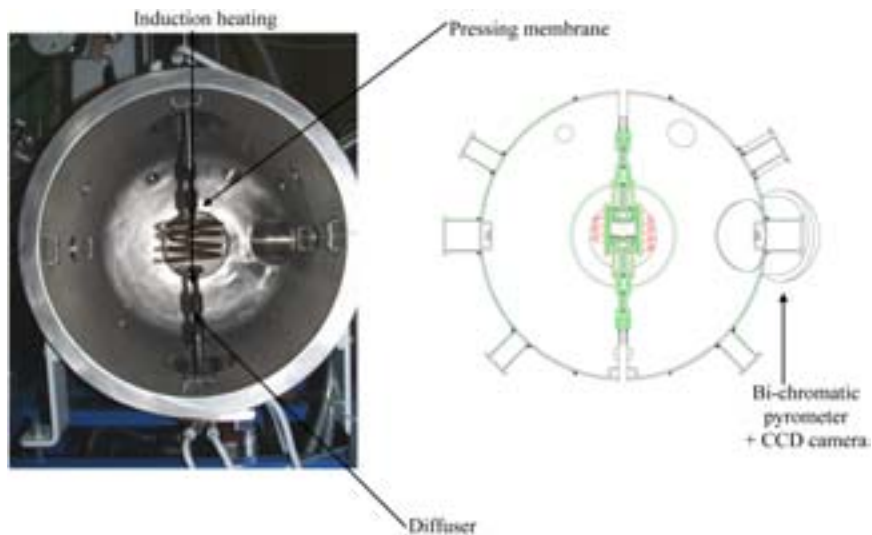 Induction heating
Pressing membrane
Bi-chromatic
pyrometer
+ CCD camera
Diffuser